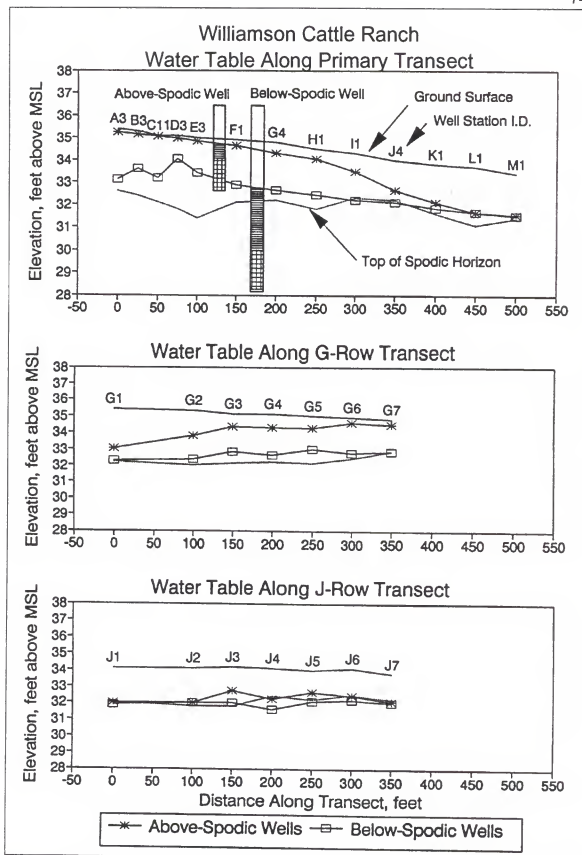 Williamson Cattle Ranch
Water Table Along Primary Transect
Elevation, feet above MSL
38
37
36
35
34
33
32
31
30
29
28
-50 0 50 100 150 200 250 300 350 400 450 500 550
Above-Spodic Well
Below-Spodic Well
Ground Surface
Well Station I.D.
A3 B3 C11 D3 E3 F1 G4 H1 I1 J4 K1 L1 M1
Top of Spodic Horizon
Water Table Along G-Row Transect
Elevation, feet above MSL
38
37
36
35
34
33
32
31
30
29
28
G1 G2 G3 G4 G5 G6 G7
-50 0 50 100 150 200 250 300 350 400 450 500 550
Water Table Along J-Row Transect
Elevation, feet above MSL
38
37
36
35
34
33
32
31
30
29
28
J1 J2 J3 J4 J5 J6 J7
-50 0 50 100 150 200 250 300 350 400 450 500 550
Distance Along Transect, feet
Above-Spodic Wells Below-Spodic Wells